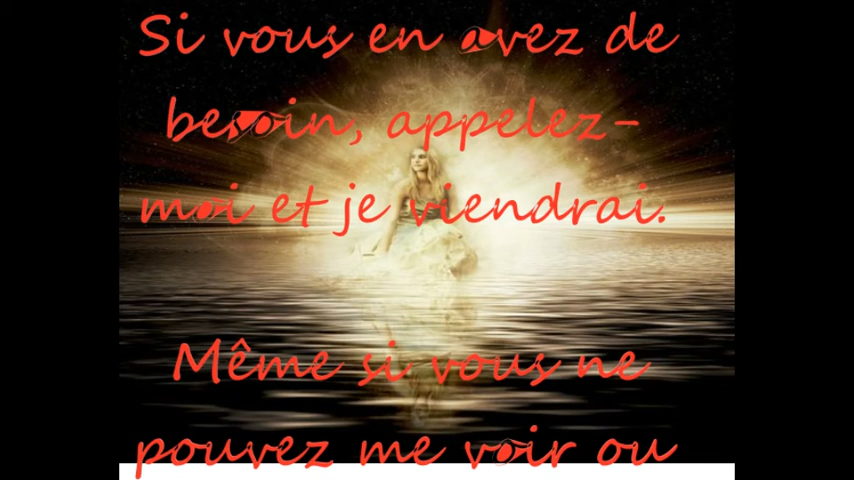 Si vous en avez de
besoin, appelez-
moi et je viendrai.
Même si vous ne
pouvez me voir ou